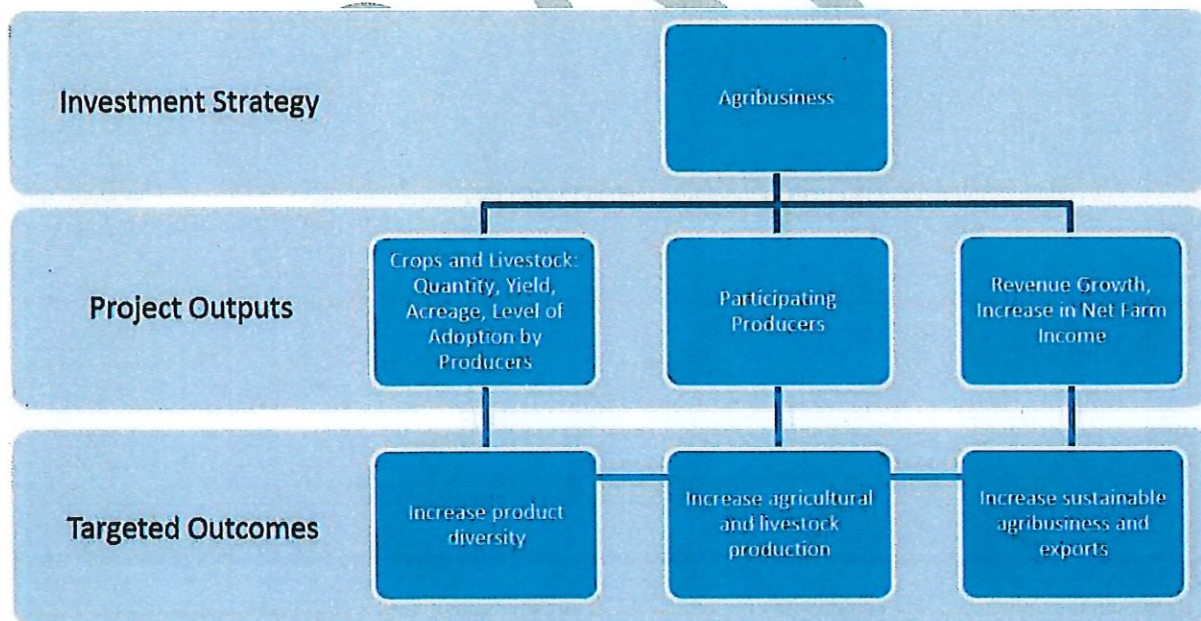 Investment Strategy
Agribusiness
Project Outputs
Crops and Livestock:
Quantity, Yield,
Acreage, Level of
Adoption by
Producers
Participating
Producers
Revenue Growth,
Increase in Net Farm
Income
Targeted Outcomes
Increase product
diversity
Increase agricultural
and livestock
production
Increase sustainable
agribusiness and
exports